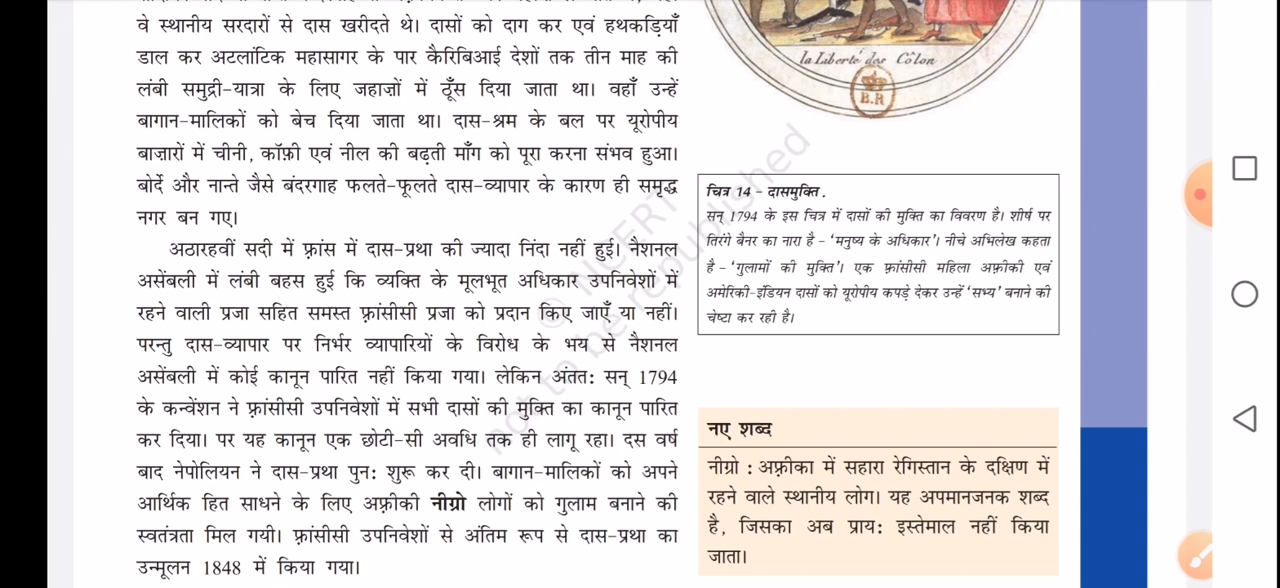 वे स्थानीय सरदारों से दास खरीदते थे। दासों को दाग कर एवं हथकड़ियाँ
डाल कर अटलांटिक महासागर के पार कैरिबिआई देशों तक तीन माह की
लंबी समुद्री-यात्रा के लिए जहाज़ों में ठूँस दिया जाता था। वहाँ उन्हें
बागान-मालिकों को बेच दिया जाता था। दास-श्रम के बल पर यूरोपीय
बाज़ारों में चीनी, कॉफ़ी एवं नील की बढ़ती माँग को पूरा करना संभव हुआ।
बोर्दे और नान्ते जैसे बंदरगाह फलते-फूलते दास-व्यापार के कारण ही समृद्ध
नगर बन गए।
अठारहवीं सदी में फ़्रांस में दास-प्रथा की ज्यादा निंदा नहीं हुई। नैशनल
असेंबली में लंबी बहस हुई कि व्यक्ति के मूलभूत अधिकार उपनिवेशों में
रहने वाली प्रजा सहित समस्त फ़्रांसीसी प्रजा को प्रदान किए जाएँ या नहीं।
परन्तु दास-व्यापार पर निर्भर व्यापारियों के विरोध के भय से नैशनल
असेंबली में कोई कानून पारित नहीं किया गया। लेकिन अंतत: सन् 1794
के कन्वेंशन ने फ़्रांसीसी उपनिवेशों में सभी दासों की मुक्ति का कानून पारित
कर दिया। पर यह कानून एक छोटी-सी अवधि तक ही लागू रहा। दस वर्ष
बाद नेपोलियन ने दास-प्रथा पुन: शुरू कर दी। बागान-मालिकों को अपने
आर्थिक हित साधने के लिए अफ़्रीकी नीग्रो लोगों को गुलाम बनाने की
स्वतंत्रता मिल गयी। फ़्रांसीसी उपनिवेशों से अंतिम रूप से दास-प्रथा का
उन्मूलन 1848 में किया गया।
la Liberté des Côlon
B.R
चित्र 14 – दासमुक्ति.
सन् 1794 के इस चित्र में दासों की मुक्ति का विवरण है। शीर्ष पर
तिरंगे बैनर का नारा है – ‘मनुष्य के अधिकार’। नीचे अभिलेख कहता
है – ‘गुलामों की मुक्ति’। एक फ़्रांसीसी महिला अफ़्रीकी एवं
अमेरिकी-इंडियन दासों को यूरोपीय कपड़े देकर उन्हें ‘सभ्य’ बनाने की
चेष्टा कर रही है।
नए शब्द
नीग्रो : अफ़्रीका में सहारा रेगिस्तान के दक्षिण में
रहने वाले स्थानीय लोग। यह अपमानजनक शब्द
है, जिसका अब प्राय: इस्तेमाल नहीं किया
जाता।
© NCERT
not to be republished